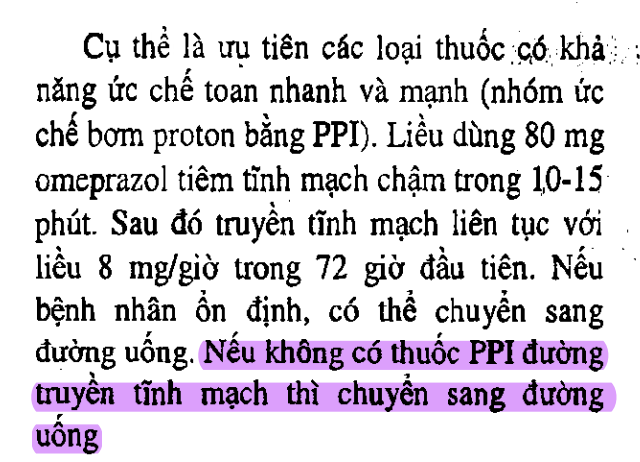 Cụ thể là ưu tiên các loại thuốc có khả
năng ức chế toan nhanh và mạnh (nhóm ức
chế bơm proton bằng PPI). Liều dùng 80 mg
omeprazol tiêm tĩnh mạch chậm trong 10-15
phút. Sau đó truyền tĩnh mạch liên tục với
liều 8 mg/giờ trong 72 giờ đầu tiên. Nếu
bệnh nhân ổn định, có thể chuyển sang
đường uống. Nếu không có thuốc PPI đường
truyền tĩnh mạch thì chuyển sang đường
uống